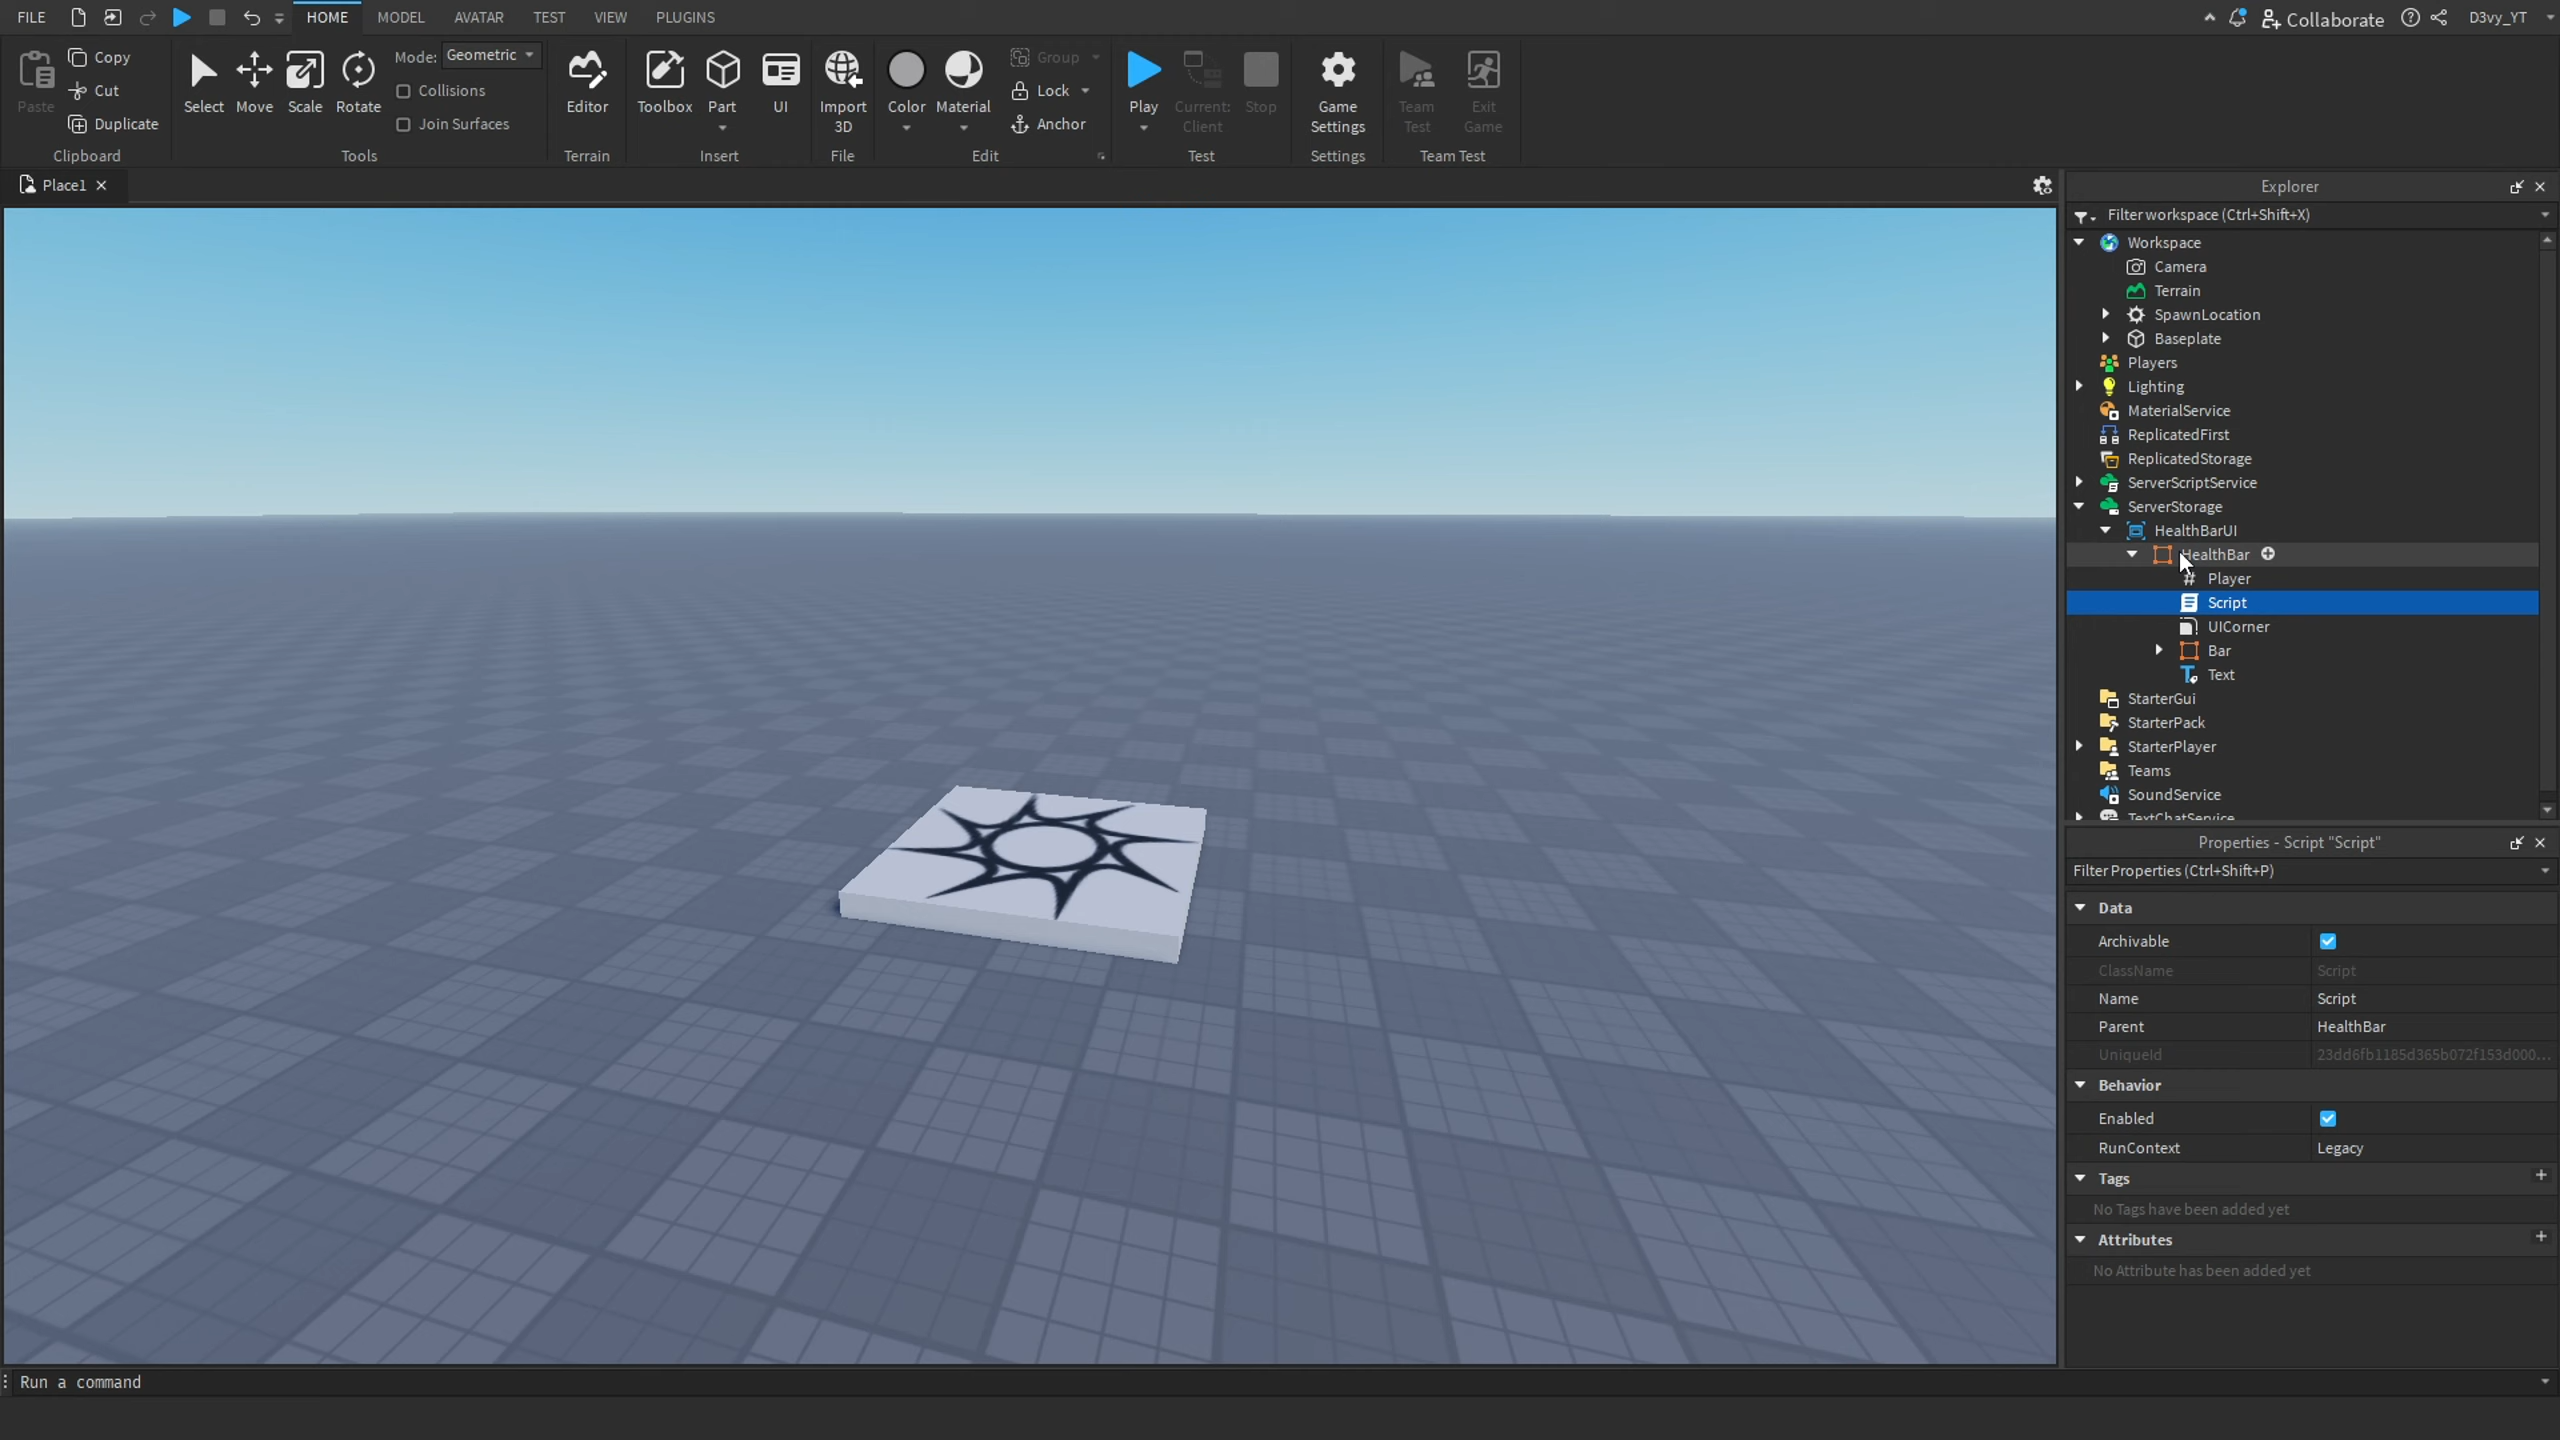 FILE HOME MODEL AVATAR TEST VIEW PLUGINS Collaborate D3vy_YT
Paste Copy Cut Duplicate
Clipboard
Select Move Scale Rotate Mode: Geometric
Collisions
Join Surfaces
Tools
Editor
Terrain
Toolbox Part UI
Insert
Import
3D
File
Color Material Group
Lock
Anchor
Edit
Play Current:
Client Stop
Test
Game
Settings
Settings
Team
Test
Exit
Game
Team Test
Place1
Explorer
Filter workspace (Ctrl+Shift+X)
Workspace
Camera
Terrain
SpawnLocation
Baseplate
Players
Lighting
MaterialService
ReplicatedFirst
ReplicatedStorage
ServerScriptService
ServerStorage
HealthBarUI
HealthBar
# Player
Script
UICorner
Bar
Text
StarterGui
StarterPack
StarterPlayer
Teams
SoundService
TextChatService
Properties - Script "Script"
Filter Properties (Ctrl+Shift+P)
Data
Archivable
ClassName Script
Name Script
Parent HealthBar
UniqueId 23dd6fb1185d365b072f153d000...
Behavior
Enabled
RunContext Legacy
Tags
No Tags have been added yet
Attributes
No Attribute has been added yet
Run a command